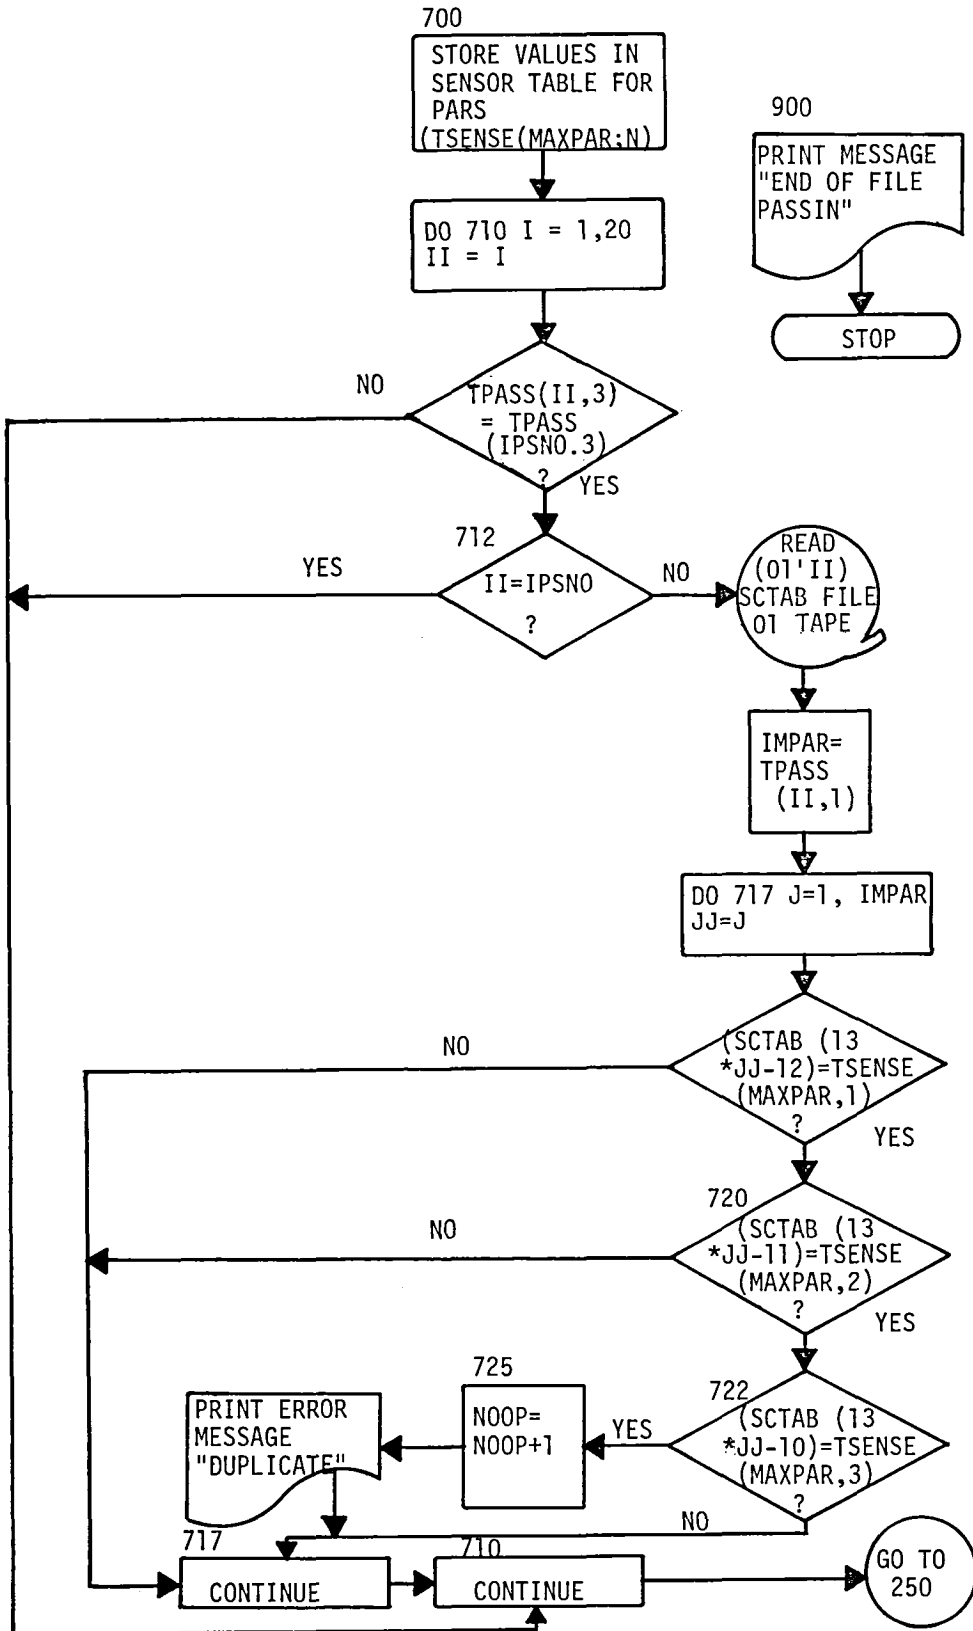 700
STORE VALUES IN
SENSOR TABLE FOR
PARS
(TSENSE(MAXPAR;N)
900
PRINT MESSAGE
"END OF FILE
PASSIN"
STOP
DO 710 I = 1,20
II = I
TPASS(II,3)
= TPASS
(IPSNO.3)
?
NO
YES
712
II=IPSNO
?
YES
NO
READ
(01'II)
SCTAB FILE
01 TAPE
IMPAR=
TPASS
(II,1)
DO 717 J=1, IMPAR
JJ=J
(SCTAB (13
*JJ-12)=TSENSE
(MAXPAR,1)
?
NO
YES
720
(SCTAB (13
*JJ-11)=TSENSE
(MAXPAR,2)
?
NO
YES
722
(SCTAB (13
*JJ-10)=TSENSE
(MAXPAR,3)
?
YES
NO
725
NOOP=
NOOP+1
PRINT ERROR
MESSAGE
"DUPLICATE"
717
CONTINUE
710
CONTINUE
GO TO
250